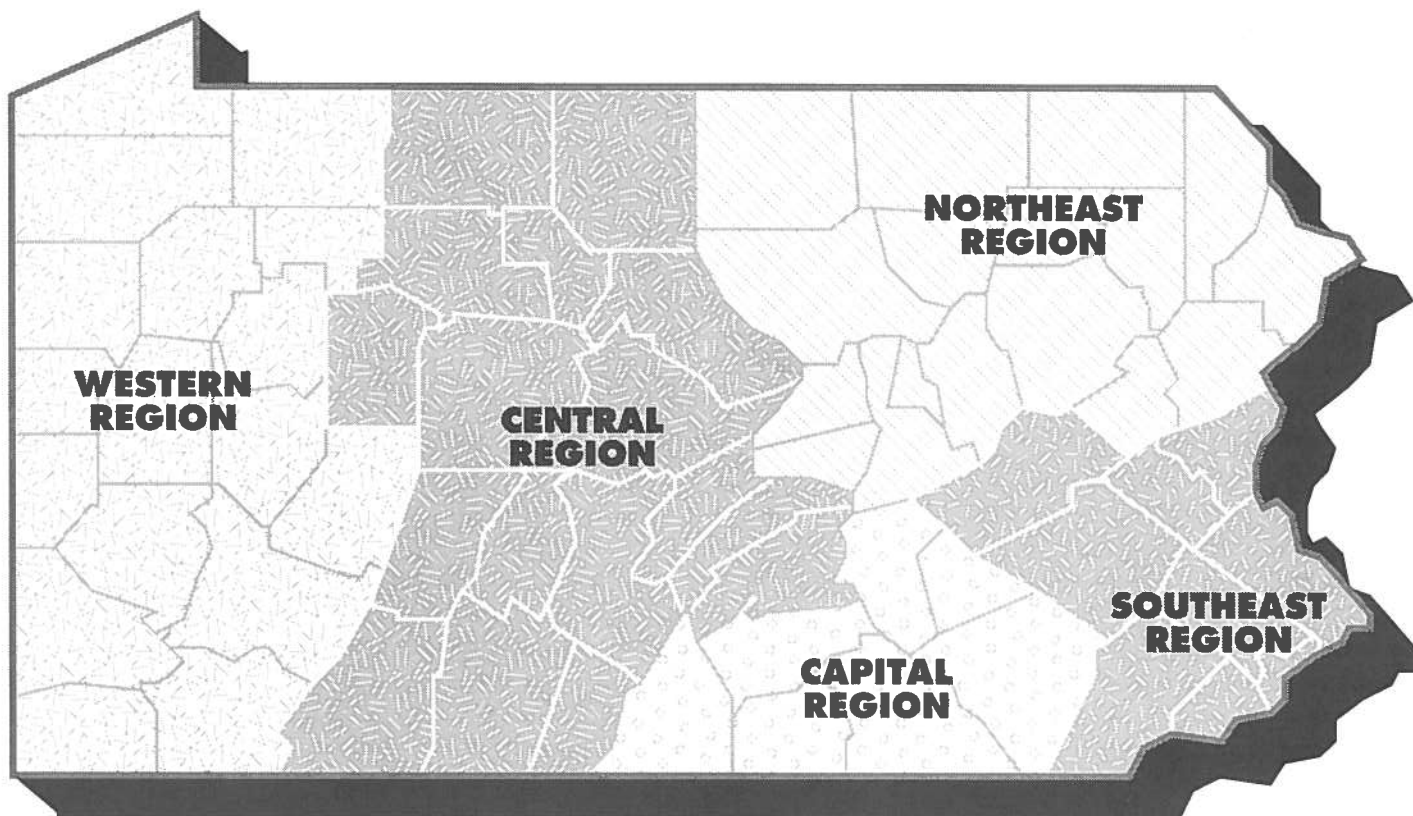 NORTHEAST
REGION
WESTERN
REGION
CENTRAL
REGION
SOUTHEAST
REGION
CAPITAL
REGION